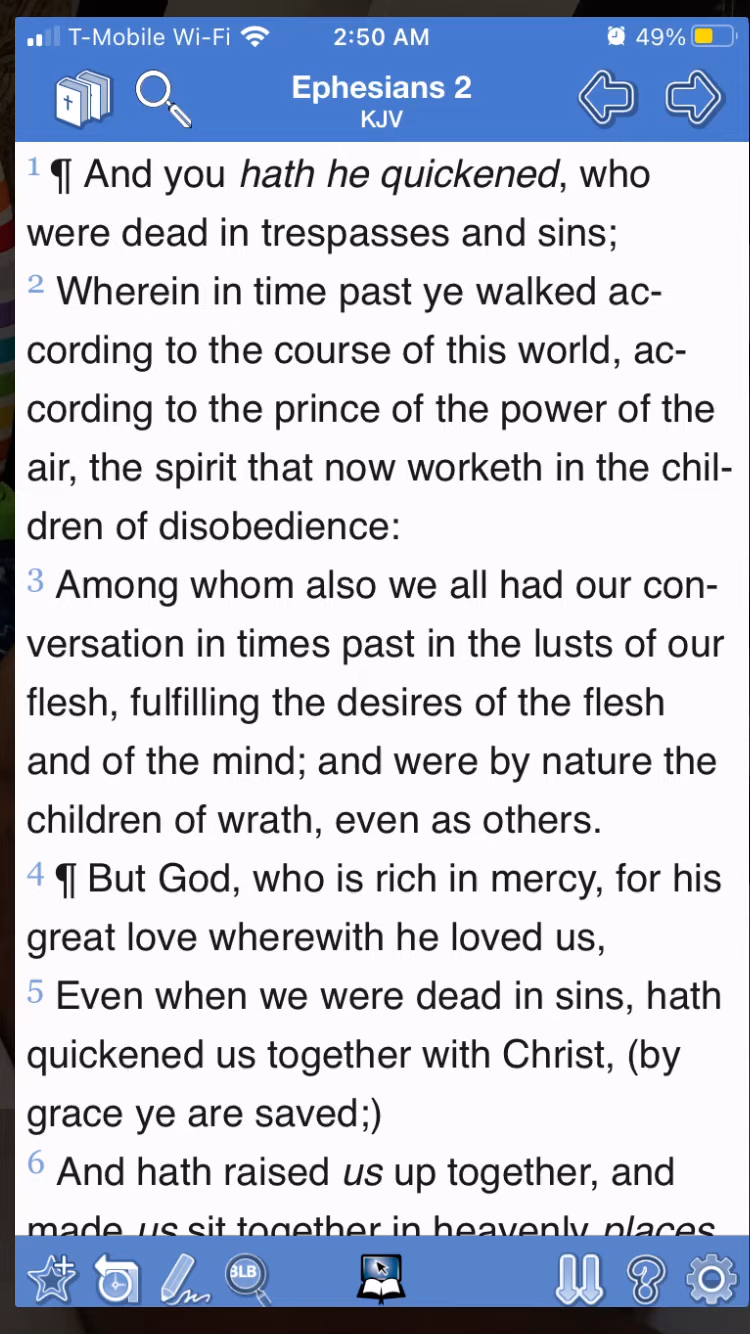 T-Mobile Wi-Fi 2:50 AM 49%
Ephesians 2
KJV
1 ¶ And you hath he quickened, who
were dead in trespasses and sins;
2 Wherein in time past ye walked ac-
cording to the course of this world, ac-
cording to the prince of the power of the
air, the spirit that now worketh in the chil-
dren of disobedience:
3 Among whom also we all had our con-
versation in times past in the lusts of our
flesh, fulfilling the desires of the flesh
and of the mind; and were by nature the
children of wrath, even as others.
4 ¶ But God, who is rich in mercy, for his
great love wherewith he loved us,
5 Even when we were dead in sins, hath
quickened us together with Christ, (by
grace ye are saved;)
6 And hath raised us up together, and
made us sit together in heavenly places
BLB